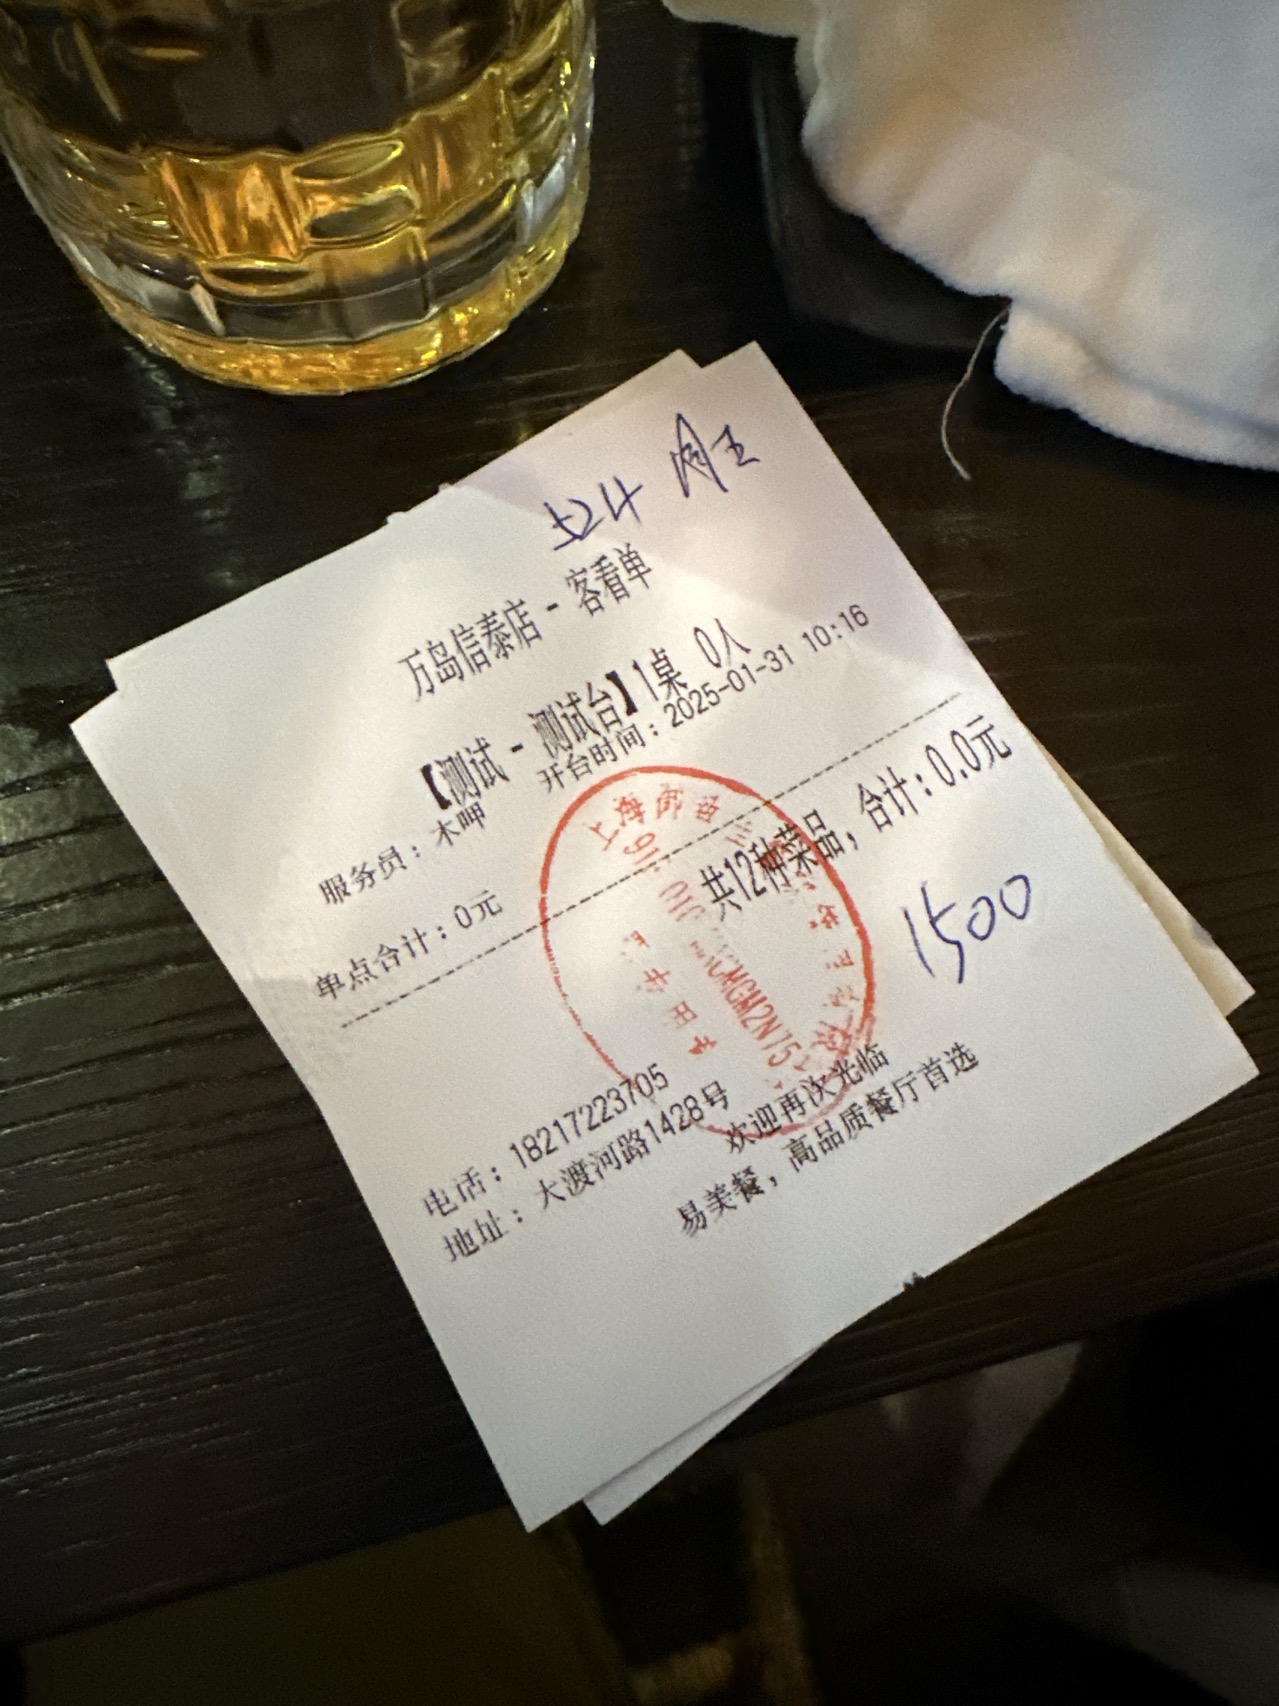 524
万岛信泰店 - 客看单
【测试 - 测试台】1桌 0人
开台时间：2025-01-31 10:16
服务员：木呷
共12种菜品，合计：0.0元
单点合计：0元
1500
电话：18217223705
地址：大渡河路1428号
欢迎再次光临
易美餐，高品质餐厅首选
上海
CMGM2N75